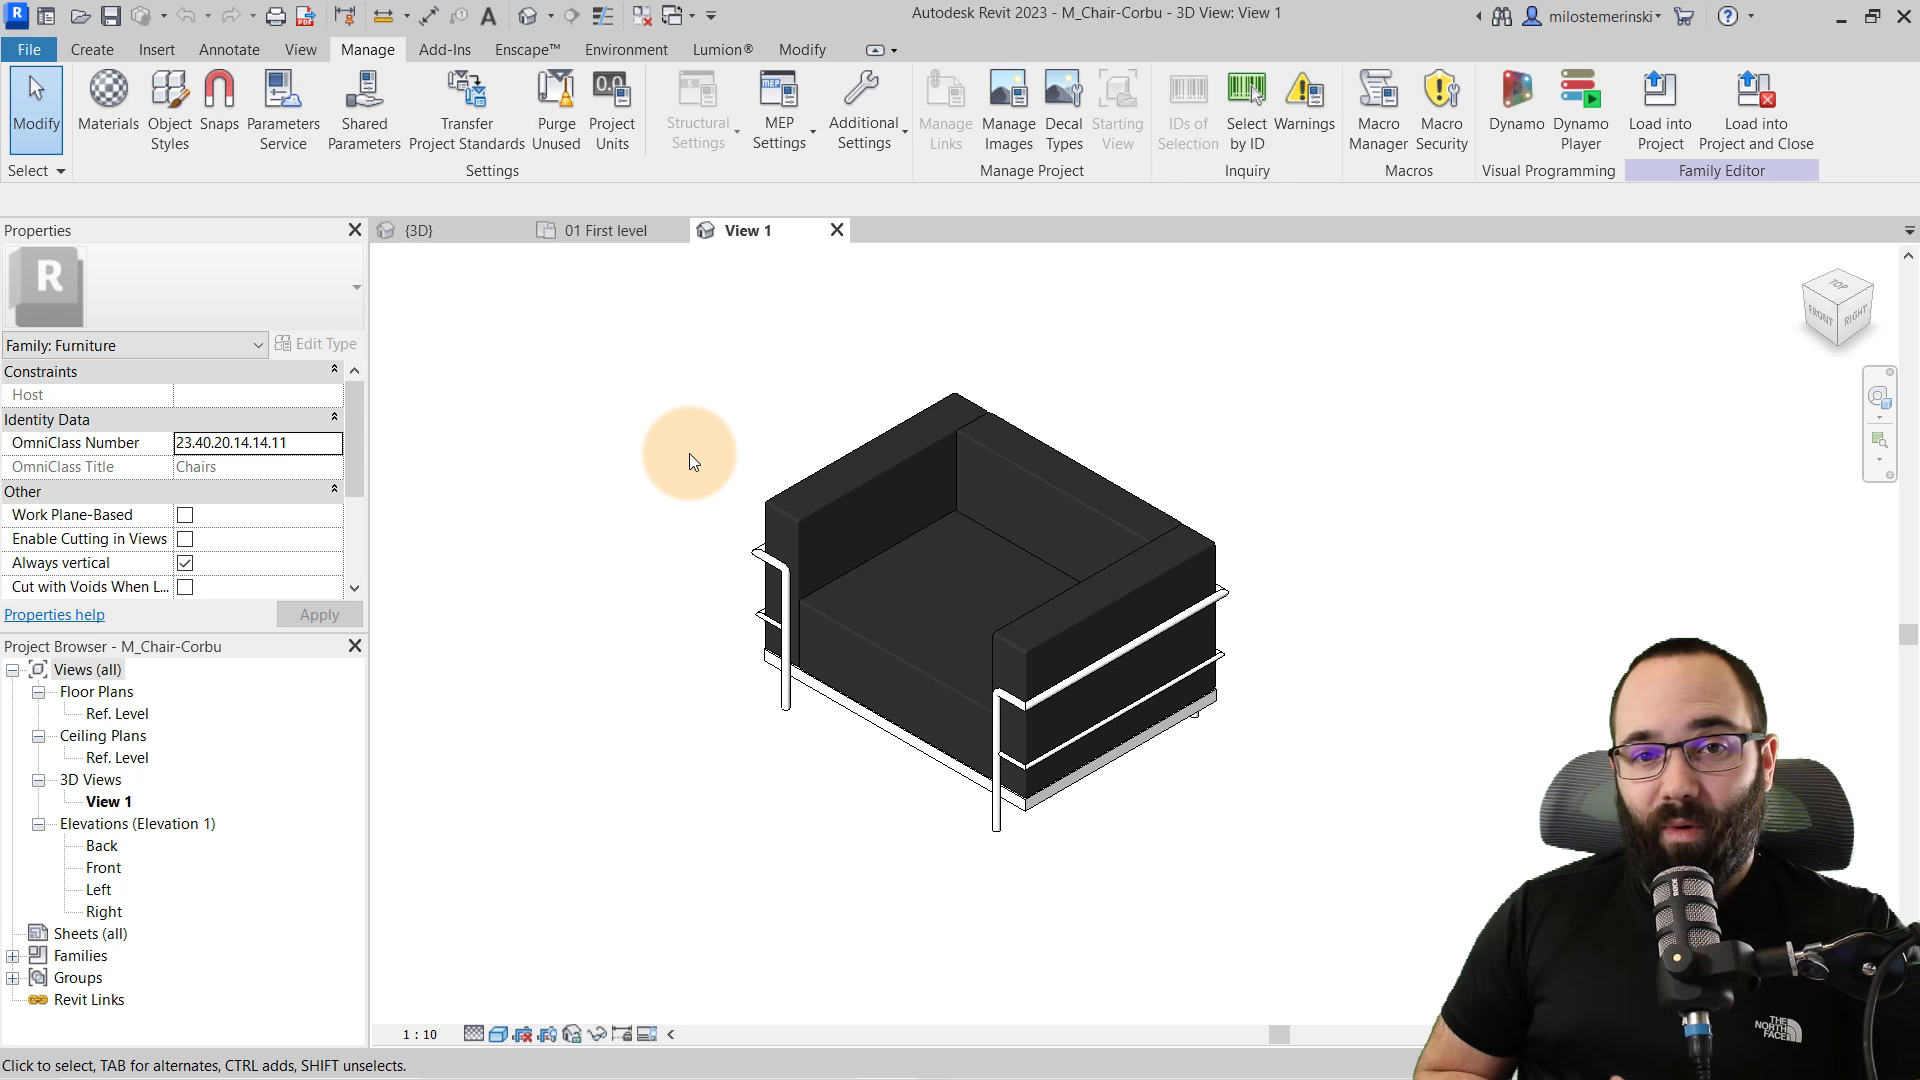 Autodesk Revit 2023 - M_Chair-Corbu - 3D View: View 1
milostemerinski
File Create Insert Annotate View Manage Add-Ins Enscape™ Environment Lumion® Modify
Modify
Materials
Object Styles
Snaps
Parameters Service
Shared Parameters
Transfer Project Standards
Purge Unused
Project Units
Structural Settings
MEP Settings
Additional Settings
Manage Links
Manage Images
Decal Types
Starting View
IDs of Selection
Select by ID
Warnings
Macro Manager
Macro Security
Dynamo
Dynamo Player
Load into Project
Load into Project and Close
Select
Settings
Manage Project
Inquiry
Macros
Visual Programming
Family Editor
Properties
{3D}
01 First level
View 1
R
Family: Furniture
Edit Type
Constraints
Host
Identity Data
OmniClass Number 23.40.20.14.14.11
OmniClass Title Chairs
Other
Work Plane-Based
Enable Cutting in Views
Always vertical
Cut with Voids When L...
Properties help
Apply
Project Browser - M_Chair-Corbu
Views (all)
Floor Plans
Ref. Level
Ceiling Plans
Ref. Level
3D Views
View 1
Elevations (Elevation 1)
Back
Front
Left
Right
Sheets (all)
Families
Groups
Revit Links
TOP
FRONT
RIGHT
RODE
THE NORTH FACE
1 : 10
Click to select, TAB for alternates, CTRL adds, SHIFT unselects.